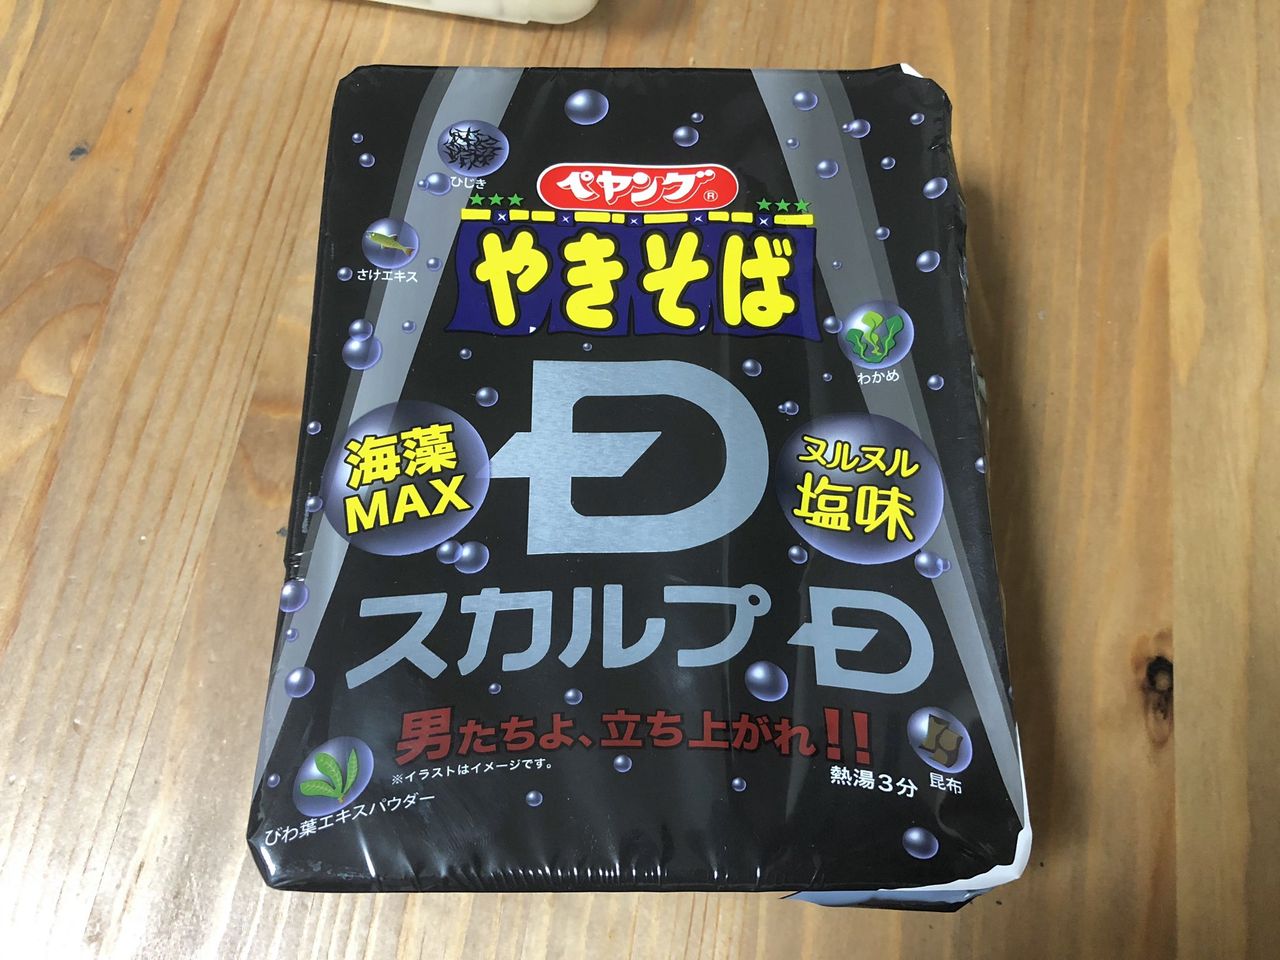 ひじき
ペヤング®
さけエキス
やきそば
わかめ
海藻
MAX
D
ヌルヌル
塩味
スカルプD
男たちよ、立ち上がれ!!
※イラストはイメージです。
熱湯3分
昆布
びわ葉エキスパウダー